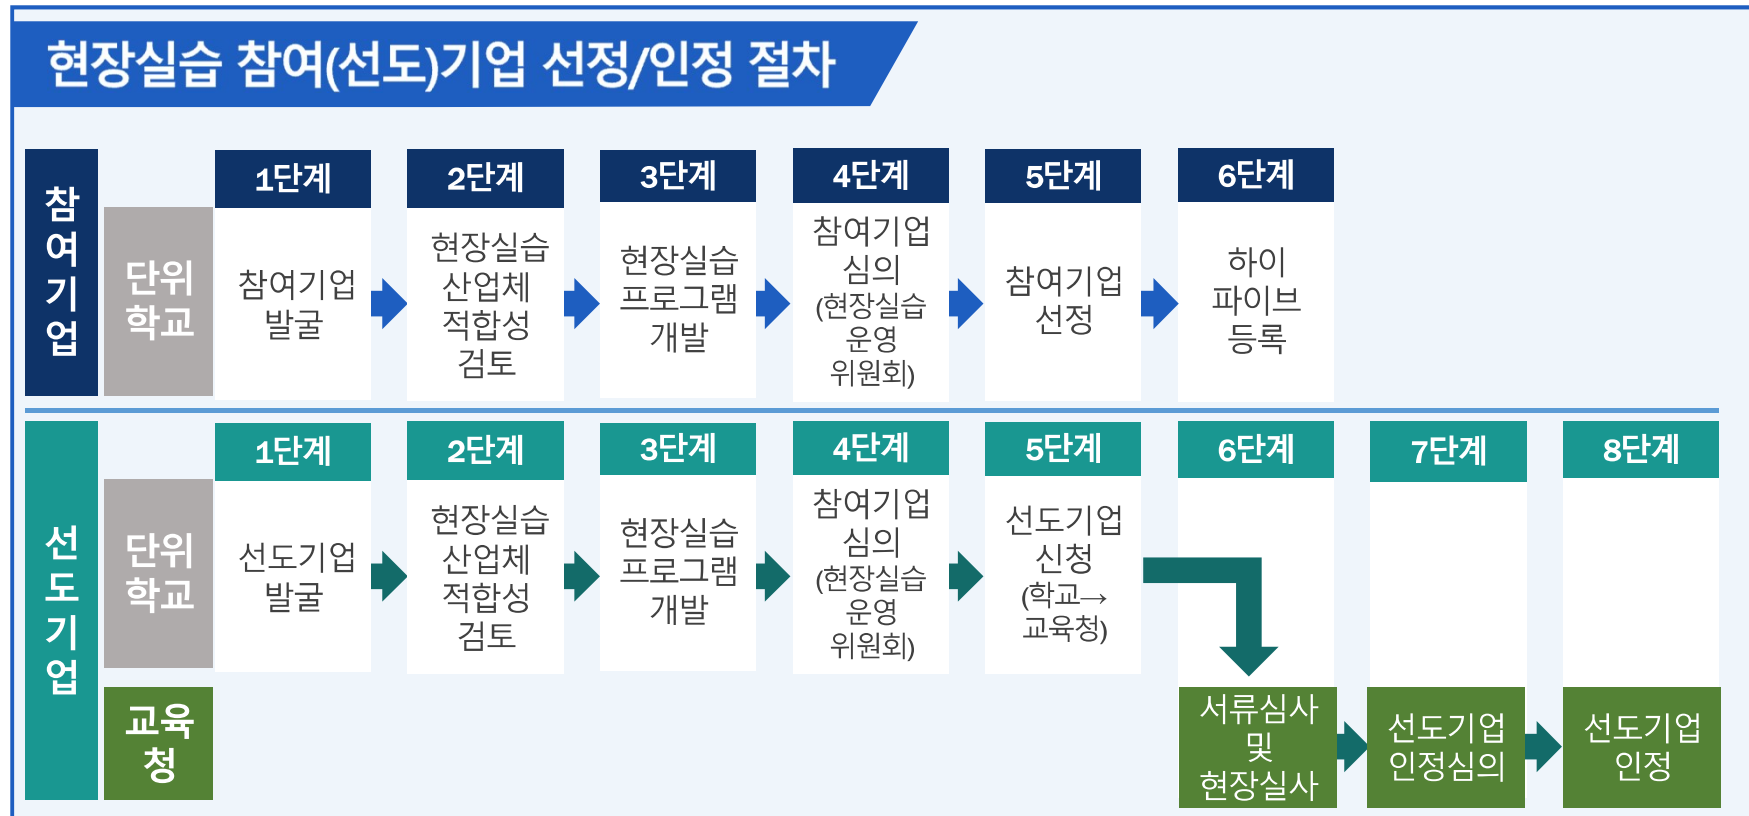 현장실습 참여(선도)기업 선정/인정 절차
참
여
기
업
단위
학교
1단계
참여기업
발굴
2단계
현장실습
산업체
적합성
검토
3단계
현장실습
프로그램
개발
4단계
참여기업
심의
(현장실습
운영
위원회)
5단계
참여기업
선정
6단계
하이
파이브
등록
선
도
기
업
단위
학교
1단계
선도기업
발굴
2단계
현장실습
산업체
적합성
검토
3단계
현장실습
프로그램
개발
4단계
참여기업
심의
(현장실습
운영
위원회)
5단계
선도기업
신청
(학교→
교육청)
교육
청
6단계
서류심사
및
현장실사
7단계
선도기업
인정심의
8단계
선도기업
인정